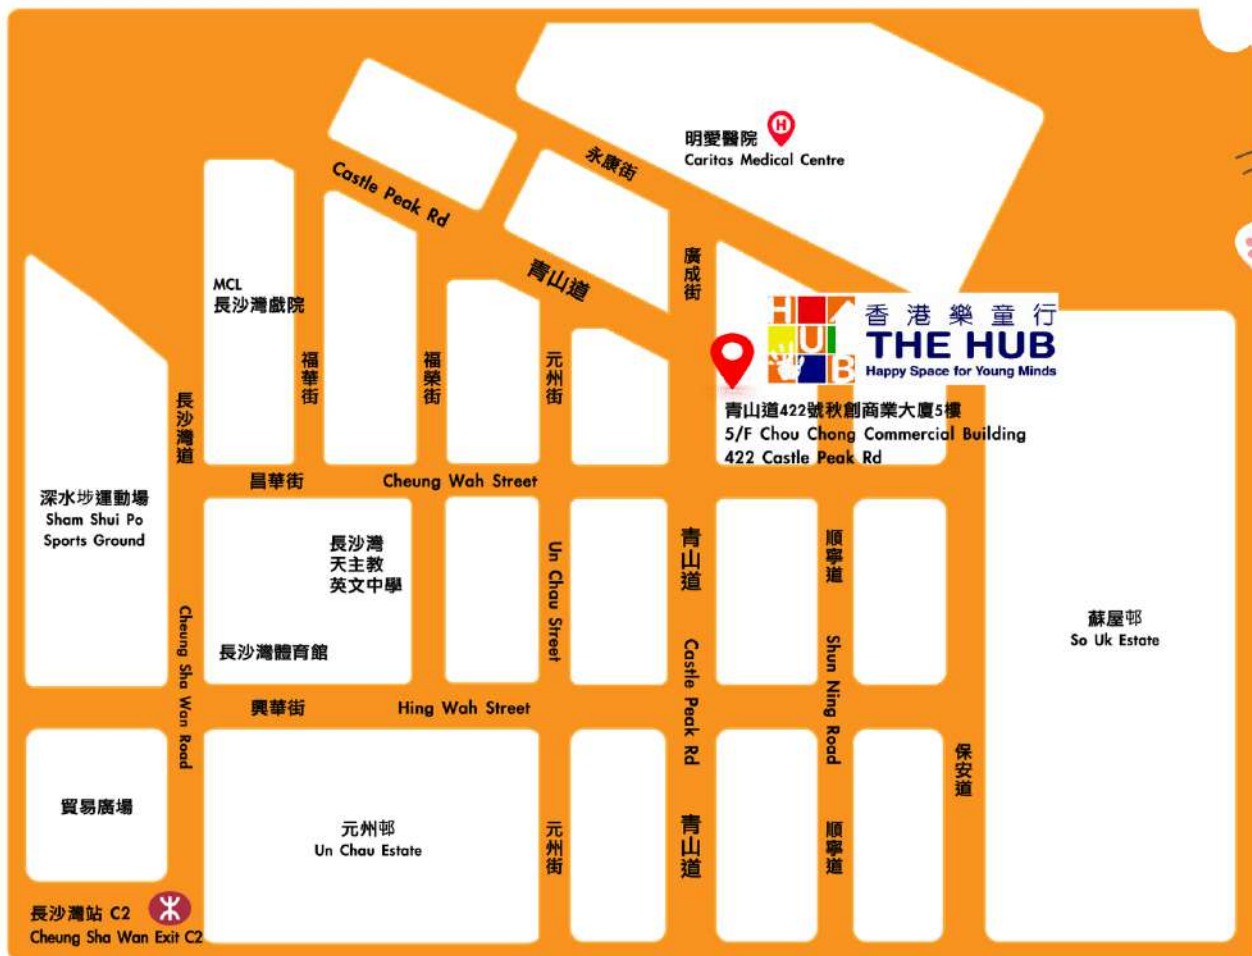 明愛醫院
Caritas Medical Centre
永康街
Castle Peak Rd
青山道
廣成街
MCL
長沙灣戲院
福華街
福榮街
元州街
長沙灣道
HUB
香港樂童行
THE HUB
Happy Space for Young Minds
青山道422號秋創商業大廈5樓
5/F Chou Chong Commercial Building
422 Castle Peak Rd
昌華街
Cheung Wah Street
深水埗運動場
Sham Shui Po
Sports Ground
長沙灣
天主教
英文中學
長沙灣體育館
Un Chau Street
青山道
順寧道
Cheung Sha Wan Road
Castle Peak Rd
Shun Ning Road
蘇屋邨
So Uk Estate
興華街
Hing Wah Street
保安道
貿易廣場
元州邨
Un Chau Estate
元州街
青山道
順寧道
長沙灣站 C2
Cheung Sha Wan Exit C2